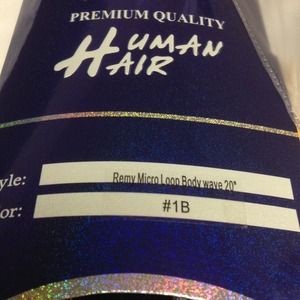 PREMIUM QUALITY
HUMAN
HAIR
yle: Remy Micro Loop Body wave 20"
or: #1B